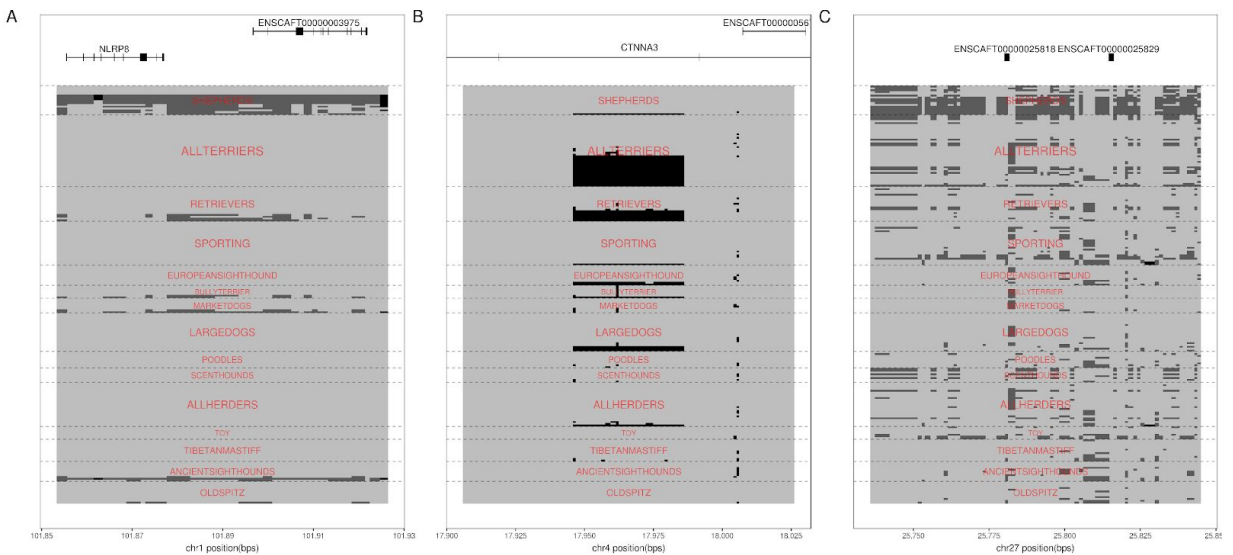 A
ENSCAFT00000003975
NLRP8
SHEPHERDS
ALLTERRIERS
RETRIEVERS
SPORTING
EUROPEANSIGHTHOUND
BULLYTERRIER
MARKETDOGS
LARGEDOGS
POODLES
SCENTHOUNDS
ALLHERDERS
TOY
TIBETANMASTIFF
ANCIENTSIGHTHOUNDS
OLDSPITZ
101.85 101.87 101.89 101.91 101.93
chr1 position(bps)
B
ENSCAFT00000056
CTNNA3
SHEPHERDS
ALLTERRIERS
RETRIEVERS
SPORTING
EUROPEANSIGHTHOUND
BULLYTERRIER
MARKETDOGS
LARGEDOGS
POODLES
SCENTHOUNDS
ALLHERDERS
TOY
TIBETANMASTIFF
ANCIENTSIGHTHOUNDS
OLDSPITZ
17.900 17.925 17.950 17.975 18.000 18.025
chr4 position(bps)
C
ENSCAFT00000025818 ENSCAFT00000025829
SHEPHERDS
ALLTERRIERS
RETRIEVERS
SPORTING
EUROPEANSIGHTHOUND
BULLYTERRIER
MARKETDOGS
LARGEDOGS
POODLES
SCENTHOUNDS
ALLHERDERS
TOY
TIBETANMASTIFF
ANCIENTSIGHTHOUNDS
OLDSPITZ
25.750 25.775 25.800 25.825 25.85
chr27 position(bps)